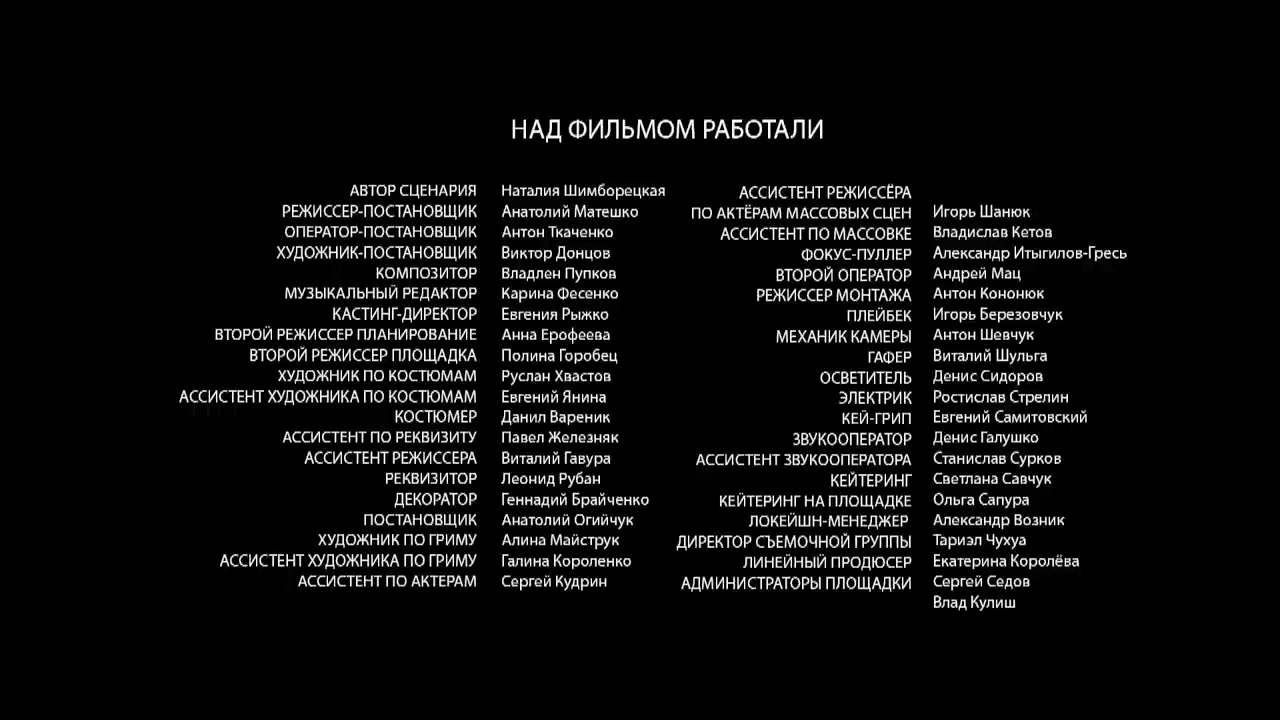 НАД ФИЛЬМОМ РАБОТАЛИ
АВТОР СЦЕНАРИЯ Наталия Шимборецкая
РЕЖИССЕР-ПОСТАНОВЩИК Анатолий Матешко
ОПЕРАТОР-ПОСТАНОВЩИК Антон Ткаченко
ХУДОЖНИК-ПОСТАНОВЩИК Виктор Донцов
КОМПОЗИТОР Владлен Пупков
МУЗЫКАЛЬНЫЙ РЕДАКТОР Карина Фесенко
КАСТИНГ-ДИРЕКТОР Евгения Рыжко
ВТОРОЙ РЕЖИССЕР ПЛАНИРОВАНИЕ Анна Ерофеева
ВТОРОЙ РЕЖИССЕР ПЛОЩАДКА Полина Горобец
ХУДОЖНИК ПО КОСТЮМАМ Руслан Хвастов
АССИСТЕНТ ХУДОЖНИКА ПО КОСТЮМАМ Евгений Янина
КОСТЮМЕР Данил Вареник
АССИСТЕНТ ПО РЕКВИЗИТУ Павел Железняк
АССИСТЕНТ РЕЖИССЕРА Виталий Гавура
РЕКВИЗИТОР Леонид Рубан
ДЕКОРАТОР Геннадий Брайченко
ПОСТАНОВЩИК Анатолий Огийчук
ХУДОЖНИК ПО ГРИМУ Алина Майструк
АССИСТЕНТ ХУДОЖНИКА ПО ГРИМУ Галина Короленко
АССИСТЕНТ ПО АКТЕРАМ Сергей Кудрин
АССИСТЕНТ РЕЖИССЁРА
ПО АКТЁРАМ МАССОВЫХ СЦЕН Игорь Шанюк
АССИСТЕНТ ПО МАССОВКЕ Владислав Кетов
ФОКУС-ПУЛЛЕР Александр Итыгилов-Гресь
ВТОРОЙ ОПЕРАТОР Андрей Мац
РЕЖИССЕР МОНТАЖА Антон Кононюк
ПЛЕЙБЕК Игорь Березовчук
МЕХАНИК КАМЕРЫ Антон Шевчук
ГАФЕР Виталий Шульга
ОСВЕТИТЕЛЬ Денис Сидоров
ЭЛЕКТРИК Ростислав Стрелин
КЕЙ-ГРИП Евгений Самитовский
ЗВУКООПЕРАТОР Денис Галушко
АССИСТЕНТ ЗВУКООПЕРАТОРА Станислав Сурков
КЕЙТЕРИНГ Светлана Савчук
КЕЙТЕРИНГ НА ПЛОЩАДКЕ Ольга Сапура
ЛОКЕЙШН-МЕНЕДЖЕР Александр Возник
ДИРЕКТОР СЪЕМОЧНОЙ ГРУППЫ Тариэл Чухуа
ЛИНЕЙНЫЙ ПРОДЮСЕР Екатерина Королёва
АДМИНИСТРАТОРЫ ПЛОЩАДКИ Сергей Седов
Влад Кулиш